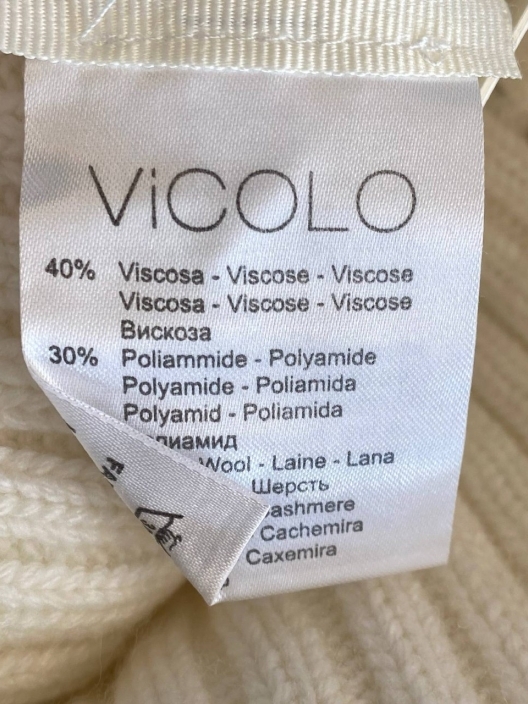 ViCOLO
40% Viscosa - Viscose - Viscose
Viscosa - Viscose - Viscose
Вискоза
30% Poliammide - Polyamide
Polyamide - Poliamida
Polyamid - Poliamida
Wool - Laine - Lana
Шерсть
Cachemira
Caxemira